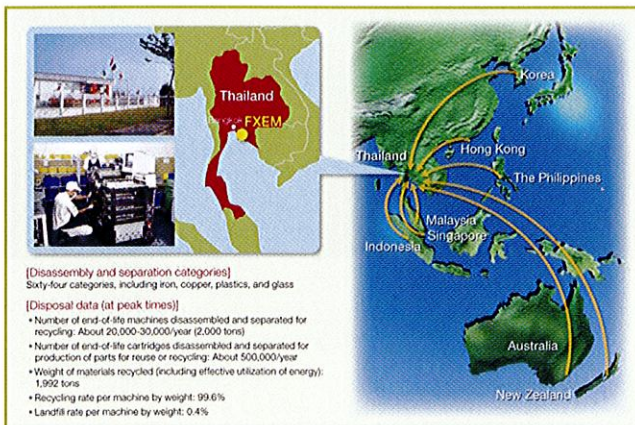 Thailand
Bangkok
FXEM
[Disassembly and separation categories]
Sixty-four categories, including iron, copper, plastics, and glass
[Disposal data (at peak times)]
• Number of end-of-life machines disassembled and separated for
recycling: About 20,000-30,000/year (2,000 tons)
• Number of end-of-life cartridges disassembled and separated for
production of parts for reuse or recycling: About 500,000/year
• Weight of materials recycled (including effective utilization of energy):
1,992 tons
• Recycling rate per machine by weight: 99.6%
• Landfill rate per machine by weight: 0.4%
Korea
Thailand
Hong Kong
The Philippines
Malaysia
Singapore
Indonesia
Australia
New Zealand